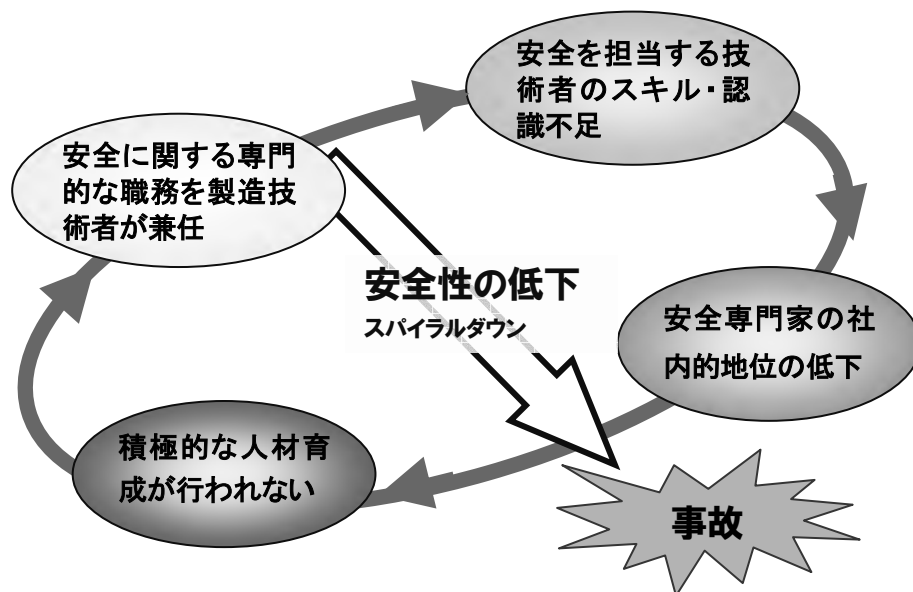 安全を担当する技
術者のスキル・認
識不足
安全に関する専門
的な職務を製造技
術者が兼任
安全性の低下
スパイラルダウン
安全専門家の社
内的地位の低下
積極的な人材育
成が行われない
事故